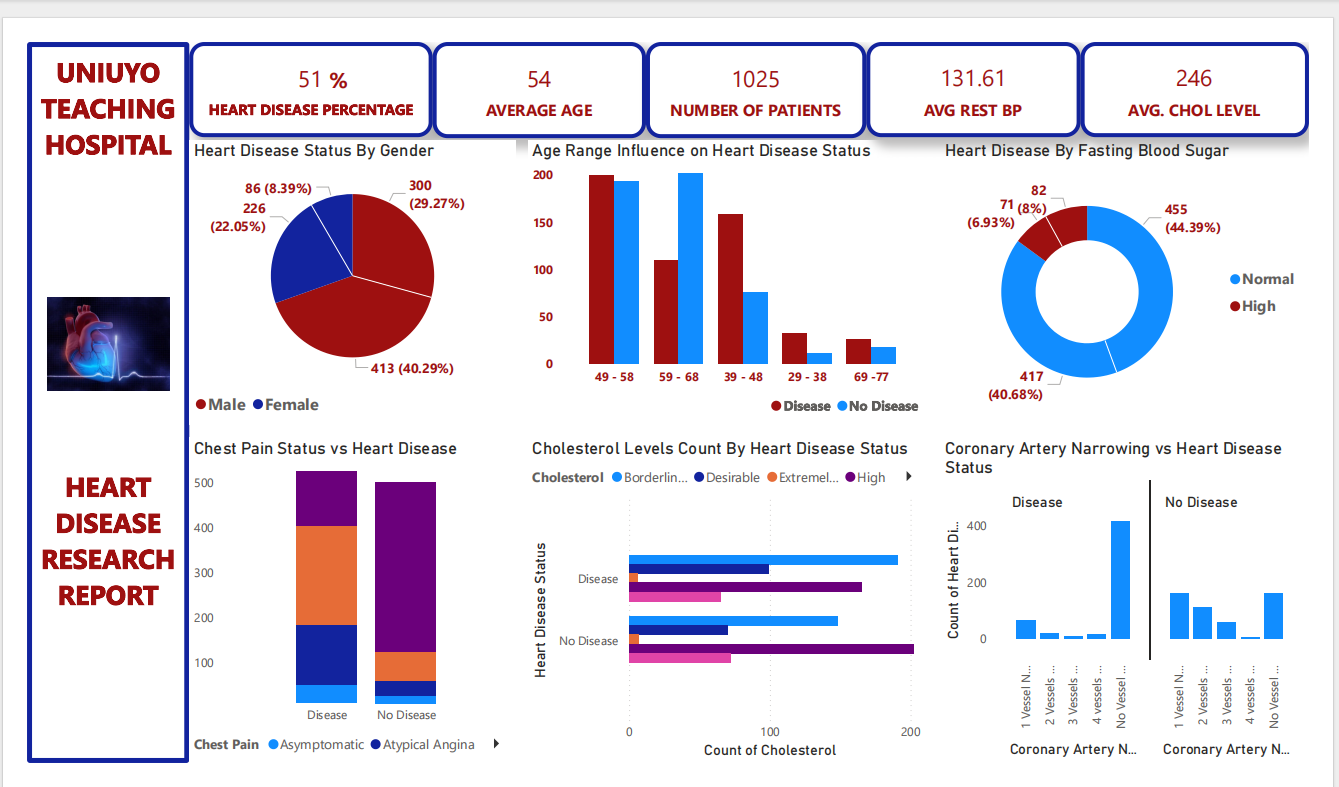 UNIUYO
TEACHING
HOSPITAL
HEART
DISEASE
RESEARCH
REPORT
51 %
HEART DISEASE PERCENTAGE
54
AVERAGE AGE
1025
NUMBER OF PATIENTS
131.61
AVG REST BP
246
AVG. CHOL LEVEL
Heart Disease Status By Gender
86 (8.39%)
300
(29.27%)
226
(22.05%)
413 (40.29%)
Male Female
Age Range Influence on Heart Disease Status
200
150
100
50
0
49 - 58 59 - 68 39 - 48 29 - 38 69 -77
Disease No Disease
Heart Disease By Fasting Blood Sugar
82
(8%)
71
(6.93%)
455
(44.39%)
417
(40.68%)
Normal
High
Chest Pain Status vs Heart Disease
500
400
300
200
100
Disease No Disease
Chest Pain Asymptomatic Atypical Angina
Cholesterol Levels Count By Heart Disease Status
Cholesterol Borderlin... Desirable Extremel... High
Heart Disease Status
Disease
No Disease
0 100 200
Count of Cholesterol
Coronary Artery Narrowing vs Heart Disease
Status
Disease No Disease
Count of Heart Di...
400
200
0
1 Vessel N... 2 Vessels ... 3 Vessels ... 4 vessels ... No Vessel ... 1 Vessel N... 2 Vessels ... 3 Vessels ... 4 vessels ... No Vessel ...
Coronary Artery N... Coronary Artery N...